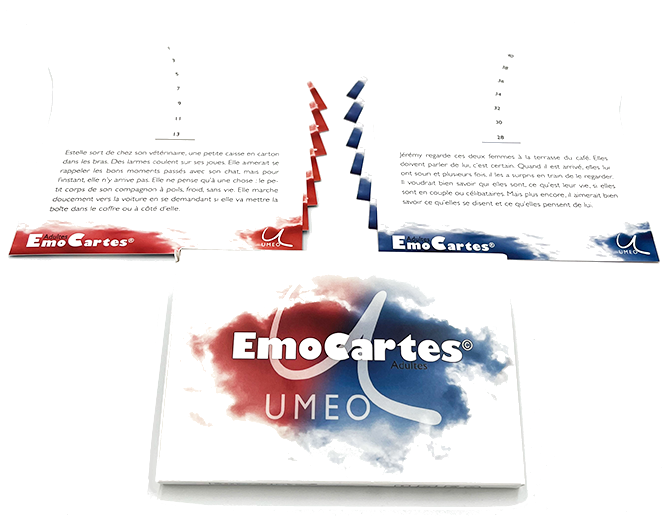 1
3
5
7
9
11
13
Estelle sort de chez son vétérinaire, une petite caisse en carton
dans les bras. Des larmes coulent sur ses joues. Elle aimerait se
rappeler les bons moments passés avec son chat, mais pour
l'instant, elle n'y arrive pas. Elle ne pense qu'à une chose : le pe-
tit corps de son compagnon à poils, froid, sans vie. Elle marche
doucement vers la voiture en se demandant si elle va mettre la
boîte dans le coffre ou à côté d'elle.
Adultes
EmoCartes®
UMEO
40
38
36
34
32
30
28
Jérémy regarde ces deux femmes à la terrasse du café. Elles
doivent parler de lui, c'est certain. Quand il est arrivé, elles lui
ont souri et plusieurs fois, il les a surpris en train de le regarder.
Il voudrait bien savoir qui elles sont, ce qu'est leur vie, si elles
sont en couple ou célibataires. Mais plus encore, il aimerait bien
savoir ce qu'elles se disent et ce qu'elles pensent de lui.
Adultes
EmoCartes®
UMEO
EmoCartes©
Adultes
UMEO